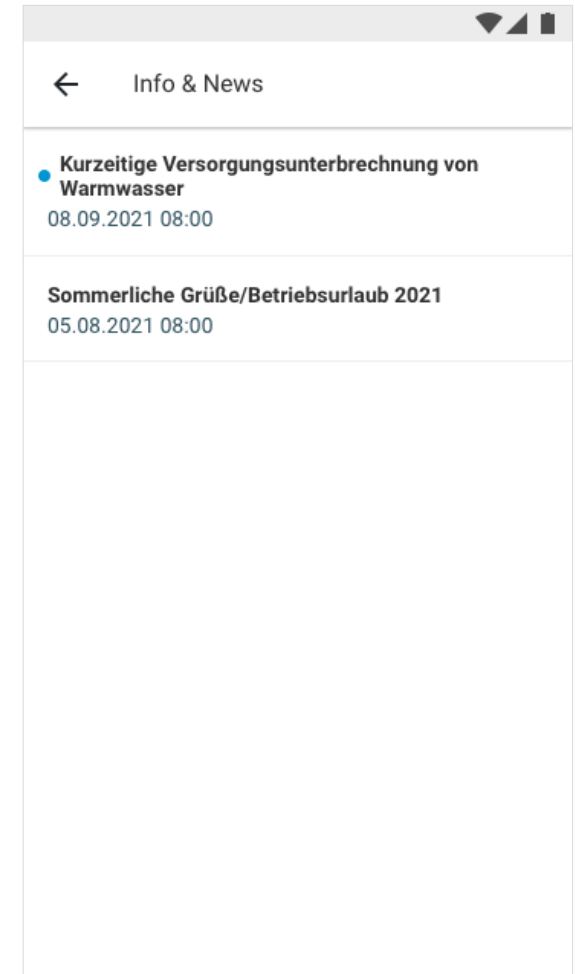 Info & News
Kurzeitige Versorgungsunterbrechnung von
Warmwasser
08.09.2021 08:00
Sommerliche Grüße/Betriebsurlaub 2021
05.08.2021 08:00